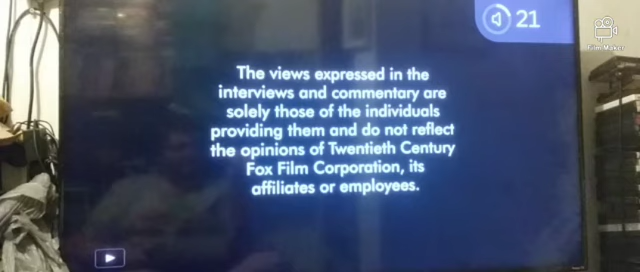 21
Film Maker
The views expressed in the
interviews and commentary are
solely those of the individuals
providing them and do not reflect
the opinions of Twentieth Century
Fox Film Corporation, its
affiliates or employees.